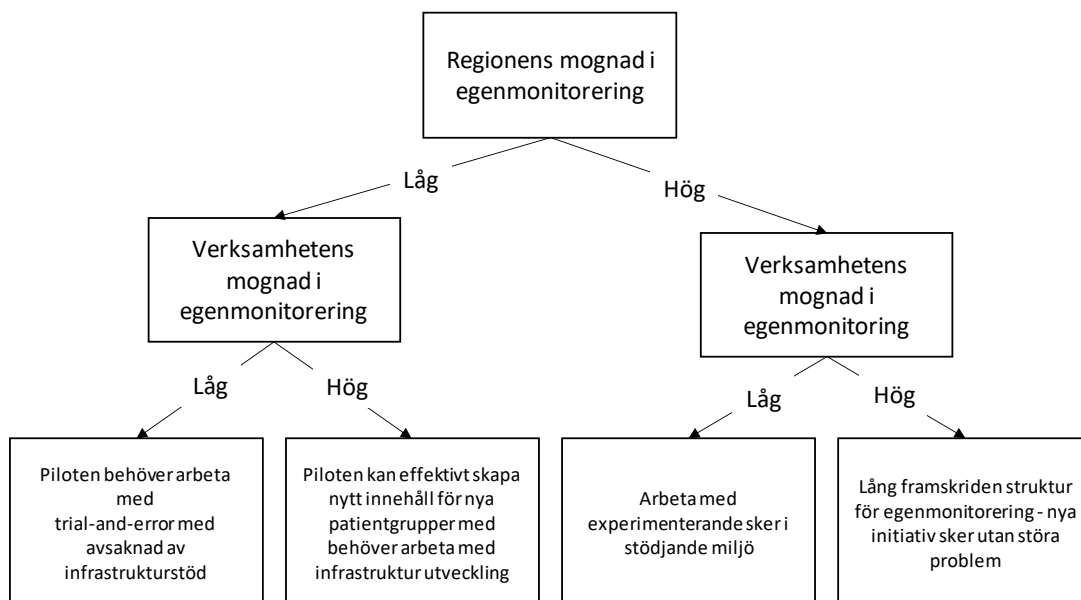 Regionens mognad i
egenmonitorering
Låg
Hög
Verksamhetens
mognad i
egenmonitorering
Verksamhetens
mognad i
egenmonitoring
Låg
Hög
Låg
Hög
Piloten behöver arbeta
med
trial-and-error med
avsaknad av
infrastrukturstöd
Piloten kan effektivt skapa
nytt innehåll för nya
patientgrupper med
behöver arbeta med
infrastruktur utveckling
Arbeta med
experimenterande sker i
stödjande miljö
Lång framskriden struktur
för egenmonitorering - nya
initiativ sker utan störa
problem